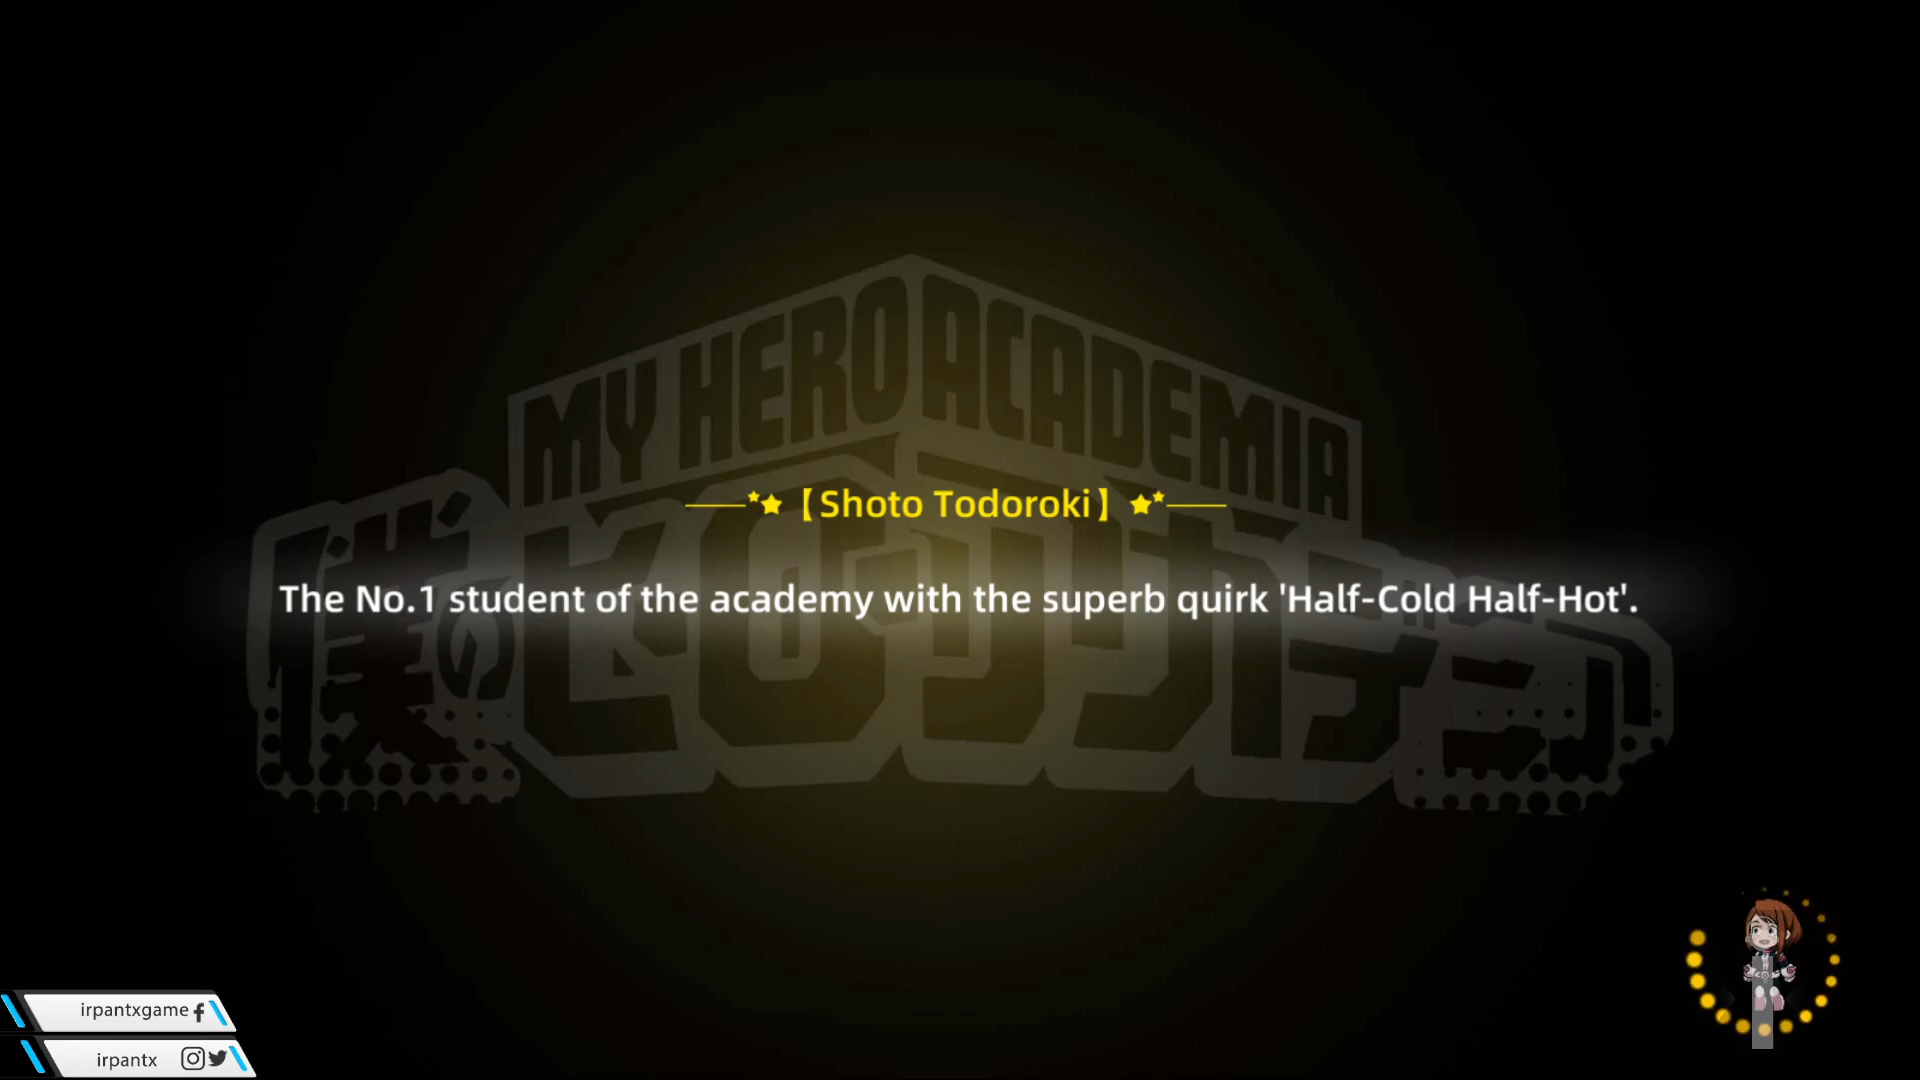 MY HERO ACADEMIA
僕のヒーローアカデミア
【Shoto Todoroki】
The No.1 student of the academy with the superb quirk 'Half-Cold Half-Hot'.
irpantxgame
irpantx